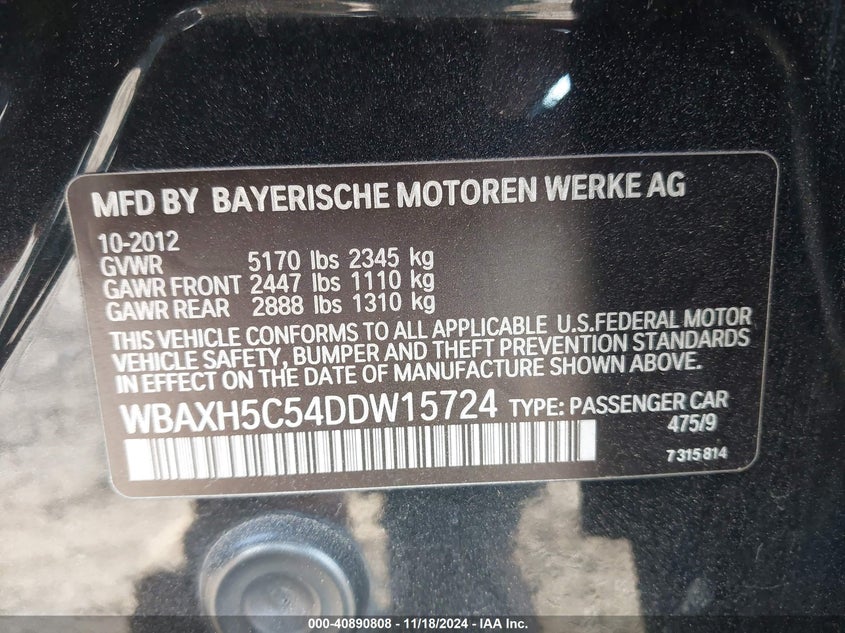 MFD BY BAYERISCHE MOTOREN WERKE AG
10-2012
GVWR 5170 lbs 2345 kg
GAWR FRONT 2447 lbs 1110 kg
GAWR REAR 2888 lbs 1310 kg
THIS VEHICLE CONFORMS TO ALL APPLICABLE U.S.FEDERAL MOTOR
VEHICLE SAFETY, BUMPER AND THEFT PREVENTION STANDARDS
IN EFFECT ON THE DATE OF MANUFACTURE SHOWN ABOVE.
WBAXH5C54DDW15724 TYPE: PASSENGER CAR
475/9
7 315 814
000-40890808 - 11/18/2024 - IAA Inc.